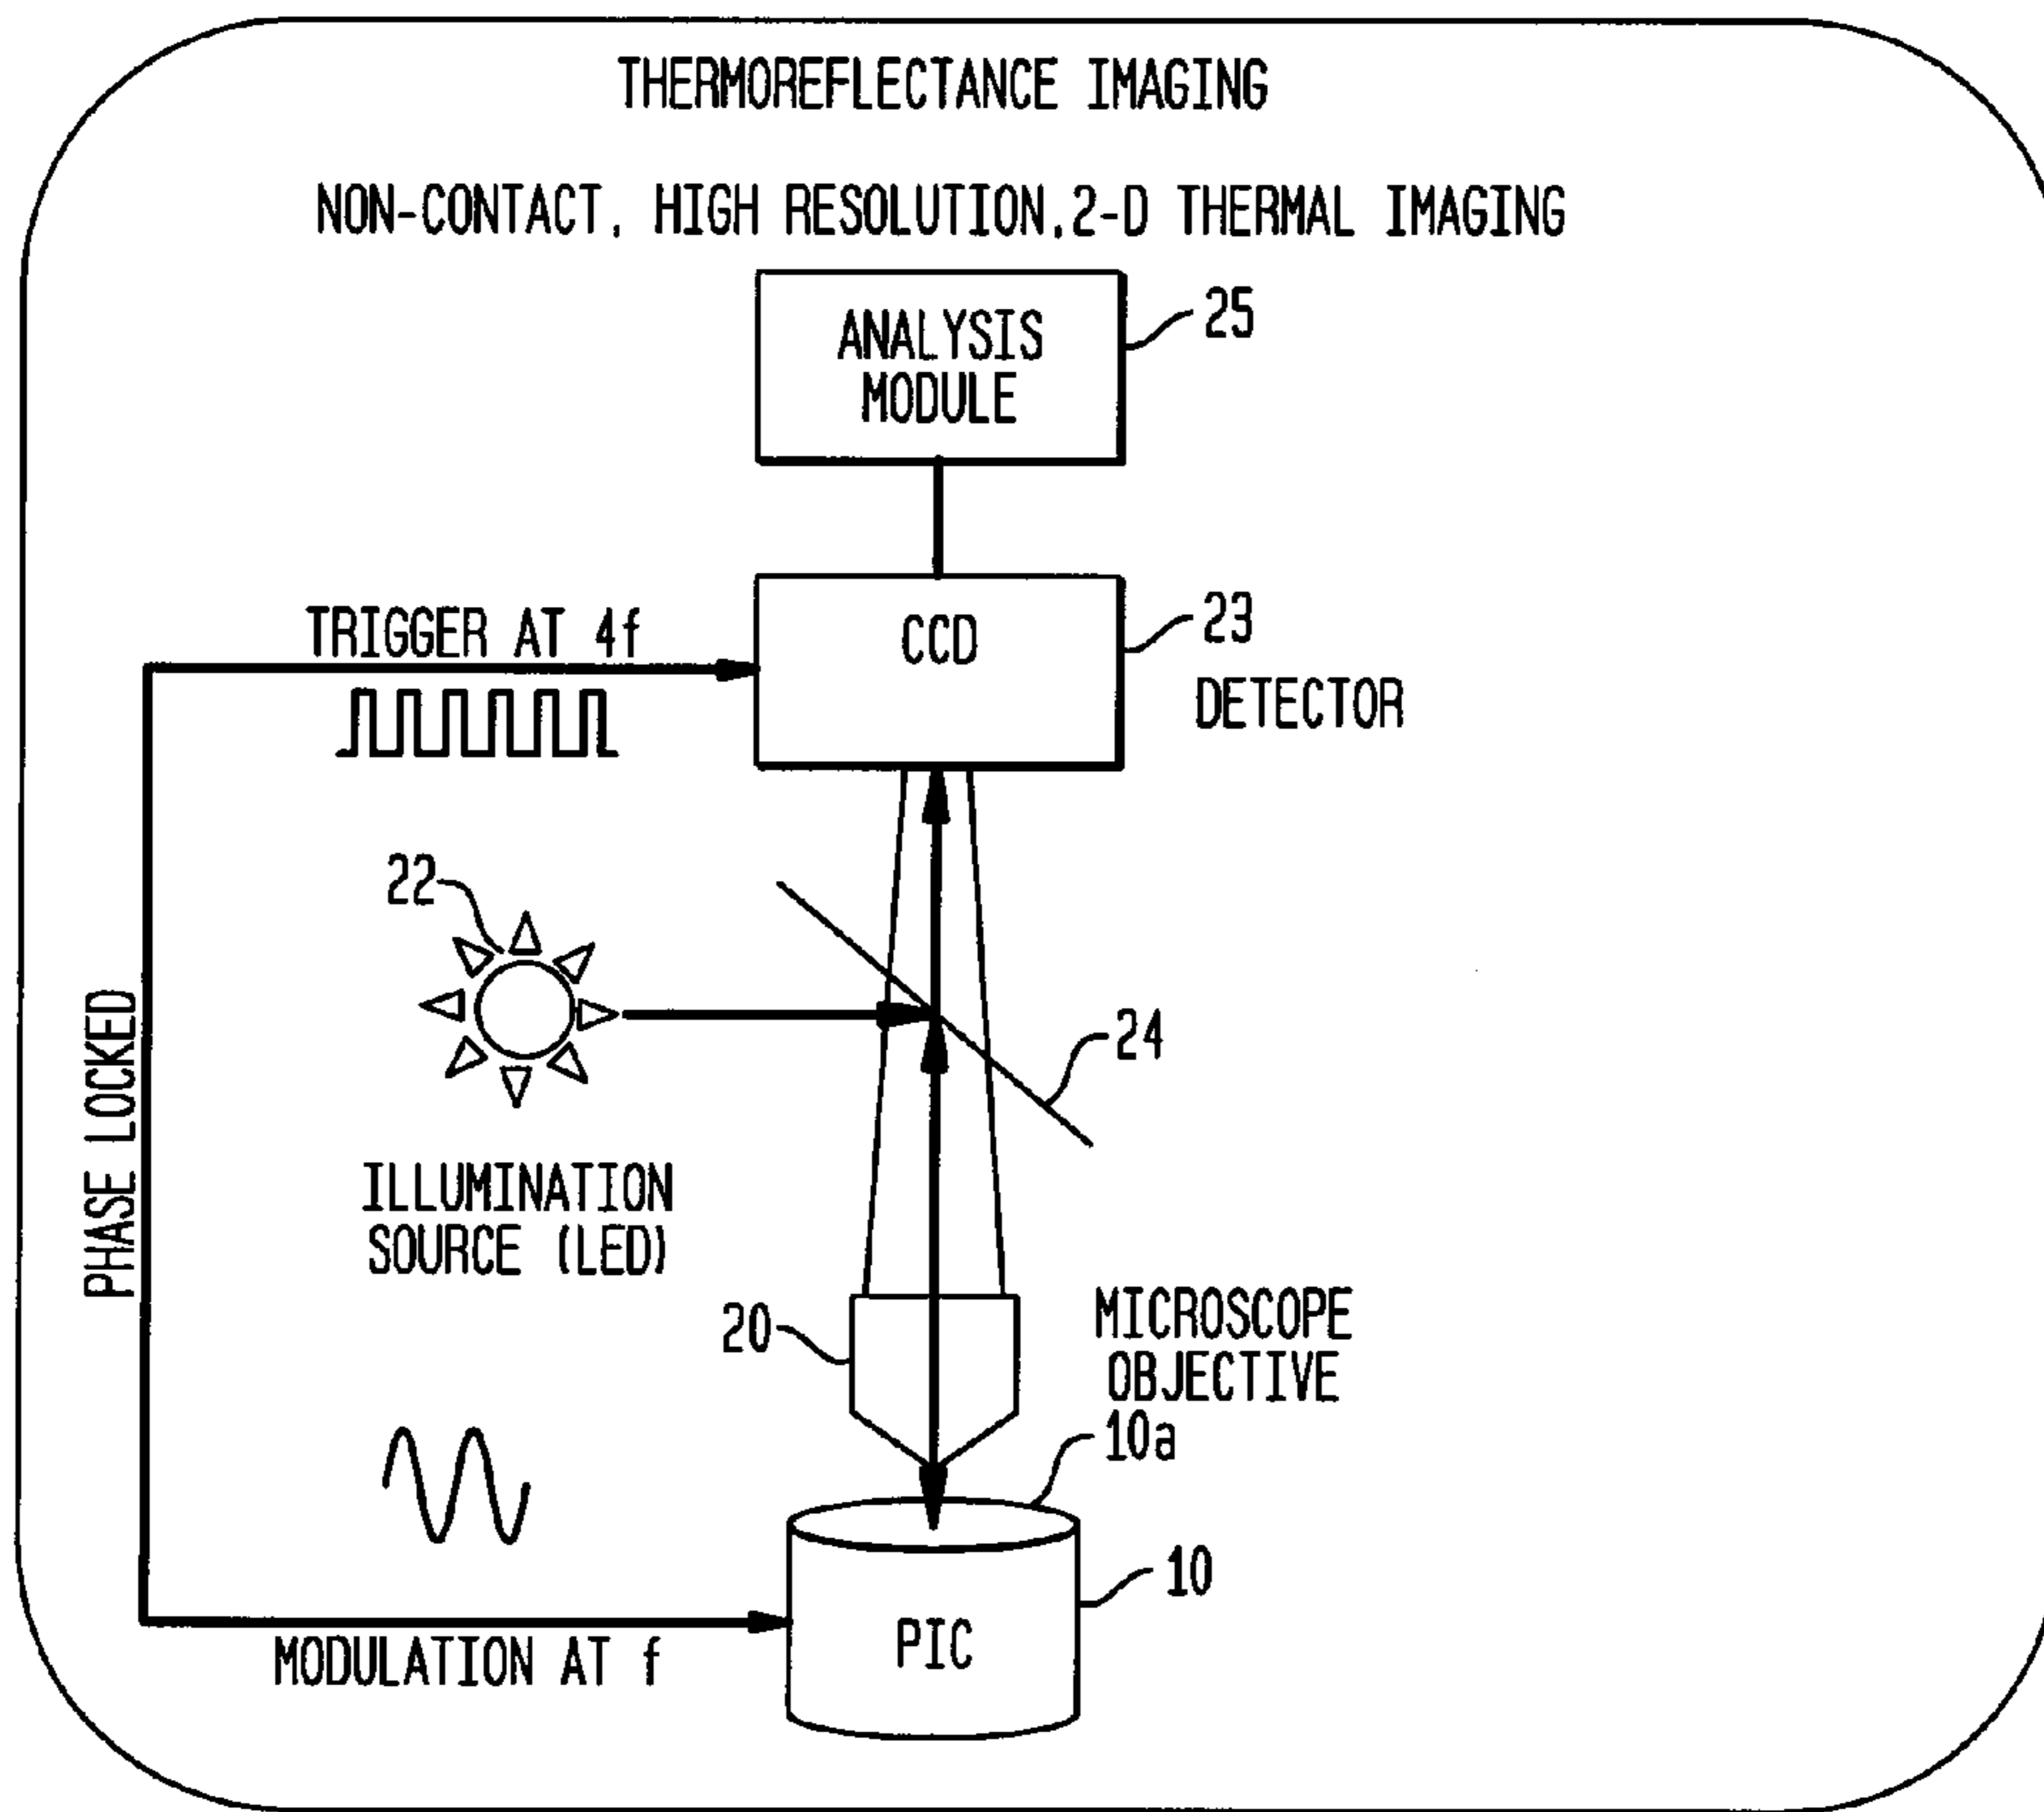 THERMOREFLECTANCE IMAGING
NON-CONTACT, HIGH RESOLUTION,2-D THERMAL IMAGING
ANALYSIS
MODULE
25
TRIGGER AT 4f
CCD
23
DETECTOR
22
24
PHASE LOCKED
ILLUMINATION
SOURCE (LED)
20
MICROSCOPE
OBJECTIVE
10a
10
PIC
MODULATION AT f